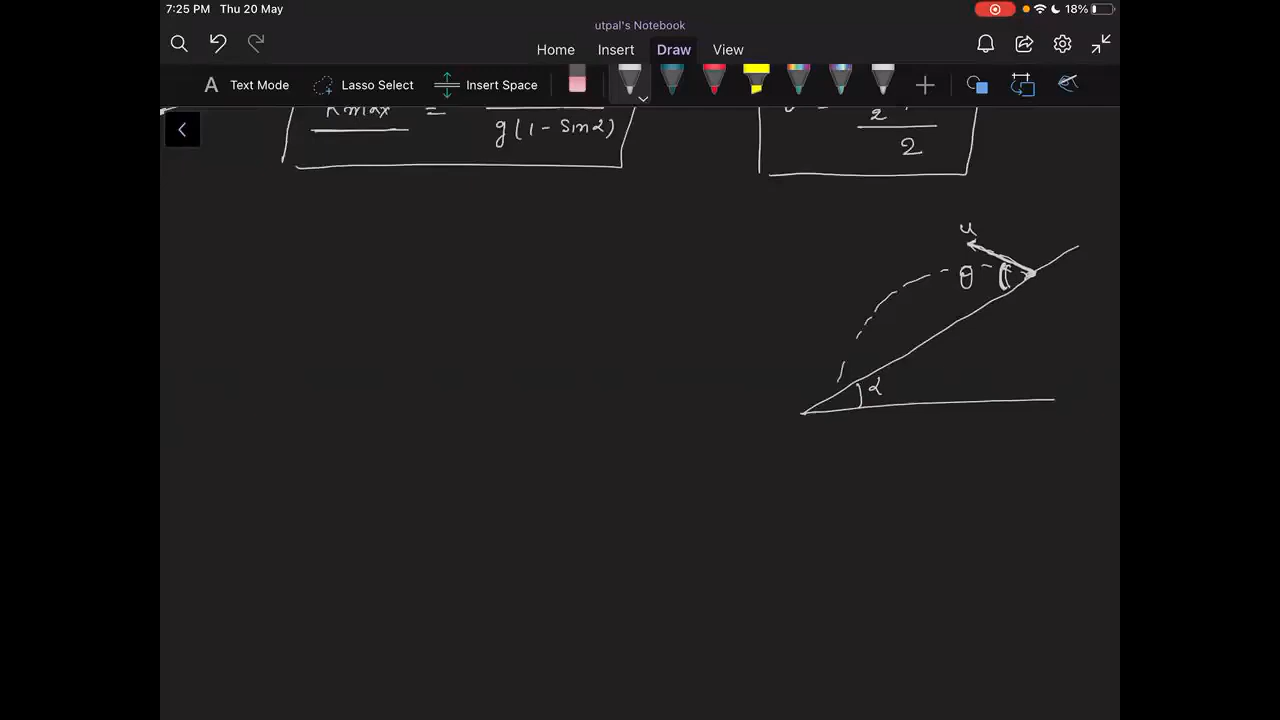 7:25 PM Thu 20 May
18%
utpal's Notebook
Home Insert Draw View
A Text Mode Lasso Select Insert Space
Rmax = g(1 - sinα)
2
2
u
θ
α